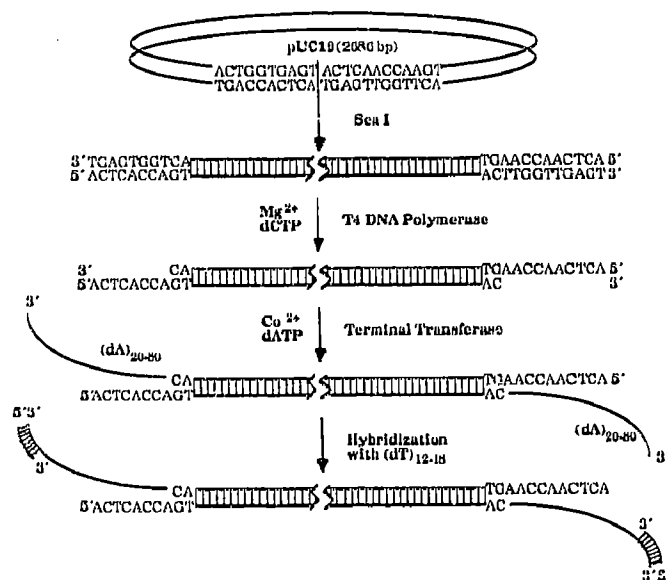 pUC19 (2686 bp)
ACTGGTGAGT ACTCAACCAAGT
TGACCACTCA TGAGTTGGTTCA
Sca I
3'TGAGTGGTCA TGAACCAACTCA 5'
5'ACTCACCAGT ACTTGGTTGAGT 3'
Mg2+
dCTP
T4 DNA Polymerase
3' CA TGAACCAACTCA 5'
5'ACTCACCAGT AC 3'
3'
(dA)20-80
Co2+
dATP
Terminal Transferase
CA TGAACCAACTCA 5'
5'ACTCACCAGT AC
5'3'
3'
Hybridization
with (dT)12-18
(dA)20-80
3'
CA TGAACCAACTCA
5'ACTCACCAGT AC
3'
3'5'